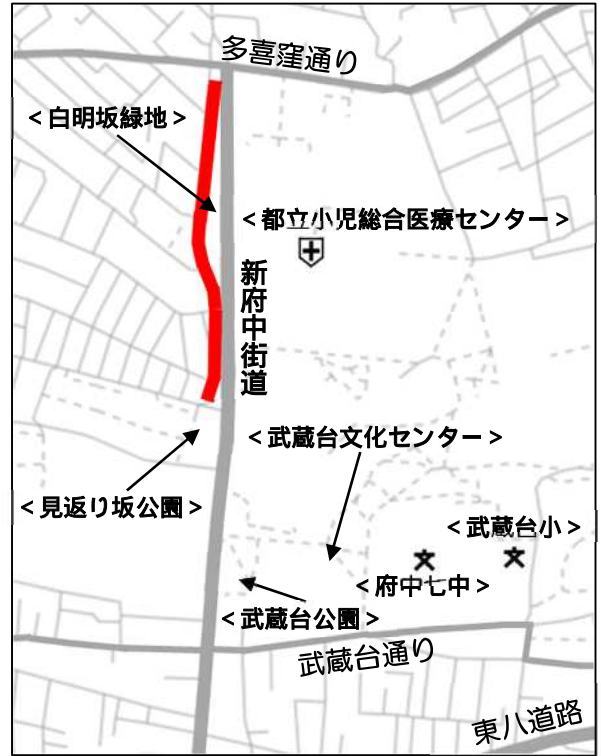 多喜窪通り
<白明坂緑地>
<都立小児総合医療センター>
新府中街道
<武蔵台文化センター>
<見返り坂公園>
<武蔵台小>
<府中七中>
<武蔵台公園>
武蔵台通り
東八道路